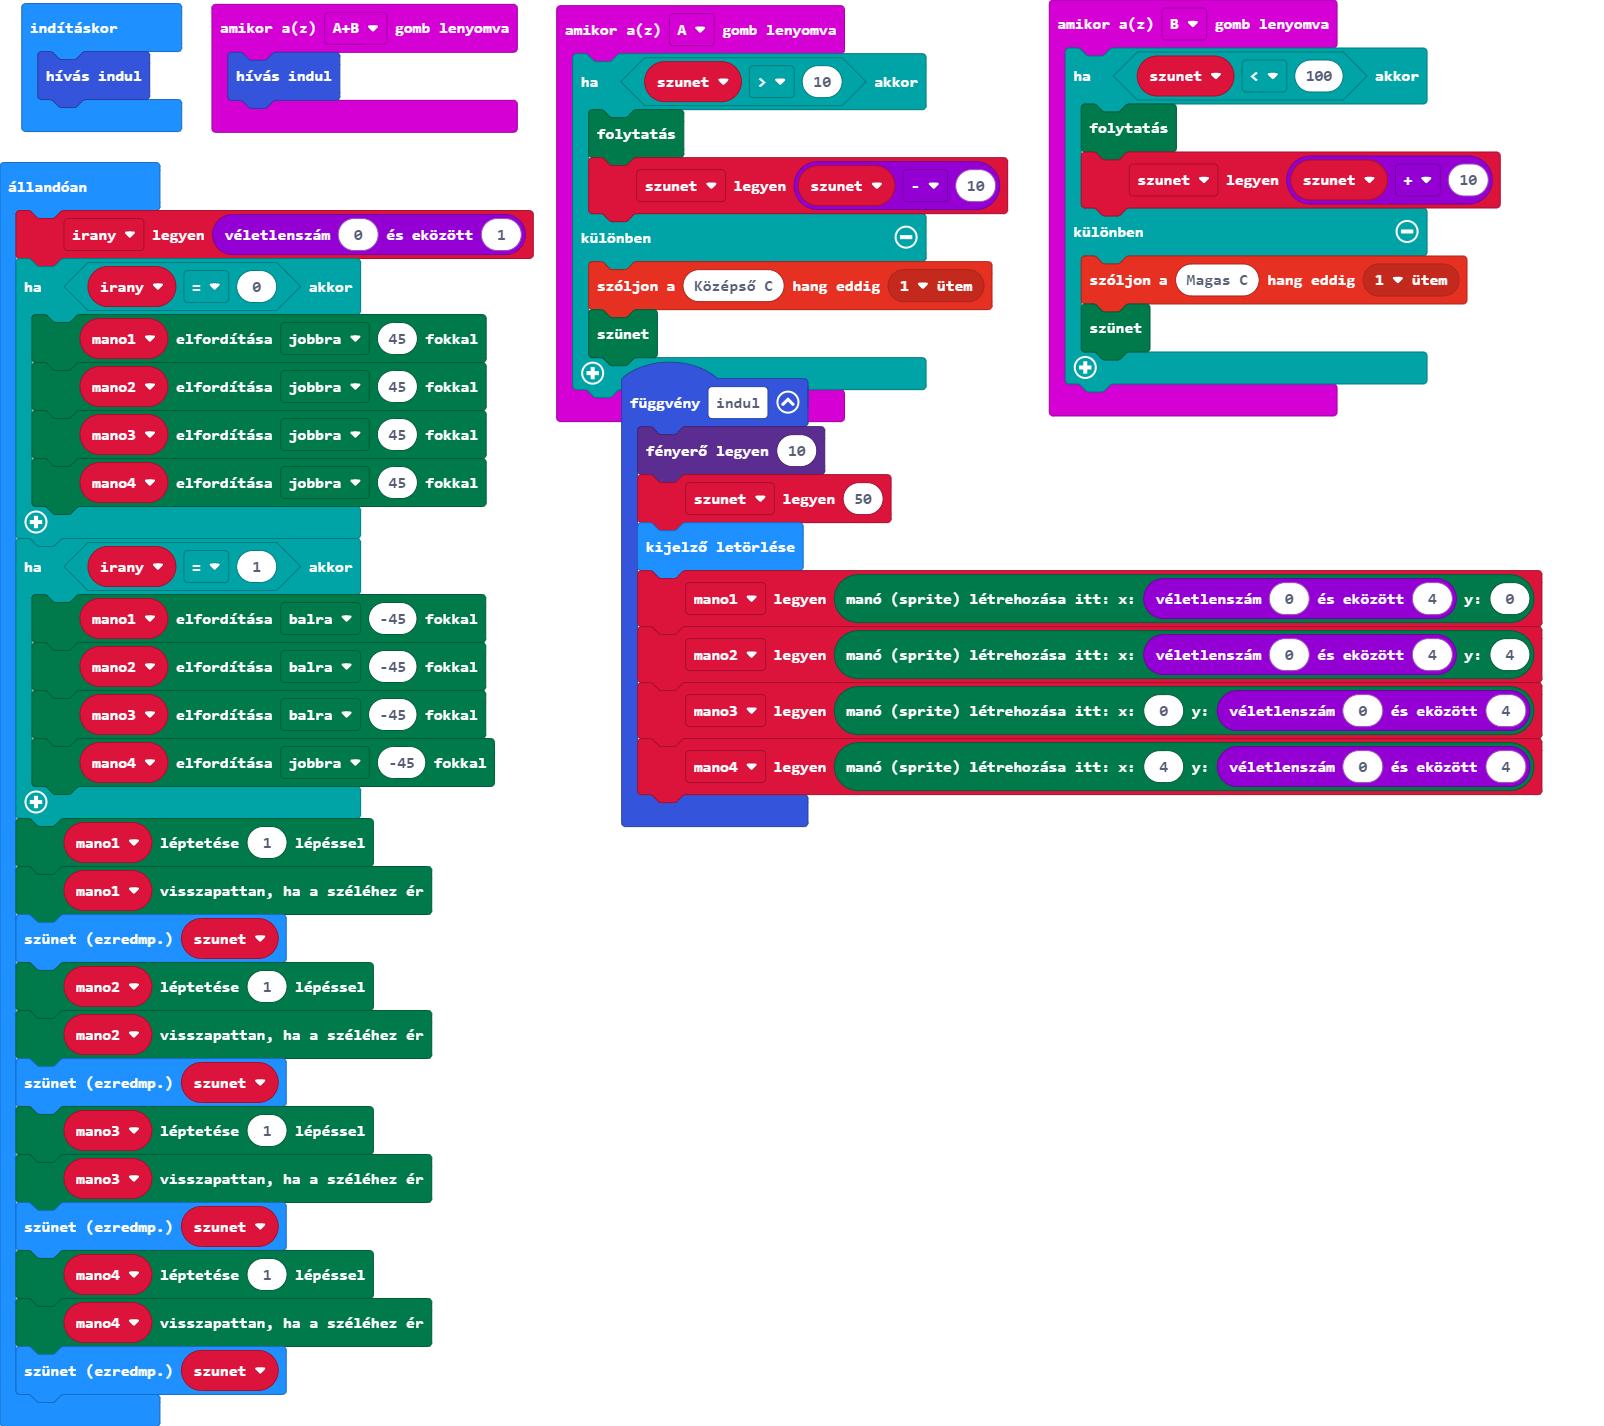 indításkor
hívás indul
amikor a(z) A+B gomb lenyomva
hívás indul
amikor a(z) A gomb lenyomva
ha szunet > 10 akkor
folytatás
szunet legyen szunet - 10
különben
szóljon a Középső C hang eddig 1 ütem
szünet
amikor a(z) B gomb lenyomva
ha szunet < 100 akkor
folytatás
szunet legyen szunet + 10
különben
szóljon a Magas C hang eddig 1 ütem
szünet
állandóan
irany legyen véletlenszám 0 és eközött 1
ha irany = 0 akkor
mano1 elfordítása jobbra 45 fokkal
mano2 elfordítása jobbra 45 fokkal
mano3 elfordítása jobbra 45 fokkal
mano4 elfordítása jobbra 45 fokkal
ha irany = 1 akkor
mano1 elfordítása balra -45 fokkal
mano2 elfordítása balra -45 fokkal
mano3 elfordítása balra -45 fokkal
mano4 elfordítása jobbra -45 fokkal
mano1 léptetése 1 lépéssel
mano1 visszapattan, ha a széléhez ér
szünet (ezredmp.) szunet
mano2 léptetése 1 lépéssel
mano2 visszapattan, ha a széléhez ér
szünet (ezredmp.) szunet
mano3 léptetése 1 lépéssel
mano3 visszapattan, ha a széléhez ér
szünet (ezredmp.) szunet
mano4 léptetése 1 lépéssel
mano4 visszapattan, ha a széléhez ér
szünet (ezredmp.) szunet
függvény indul
fényerő legyen 10
szunet legyen 50
kijelző letörlése
mano1 legyen manó (sprite) létrehozása itt: x: véletlenszám 0 és eközött 4 y: 0
mano2 legyen manó (sprite) létrehozása itt: x: véletlenszám 0 és eközött 4 y: 4
mano3 legyen manó (sprite) létrehozása itt: x: 0 y: véletlenszám 0 és eközött 4
mano4 legyen manó (sprite) létrehozása itt: x: 4 y: véletlenszám 0 és eközött 4